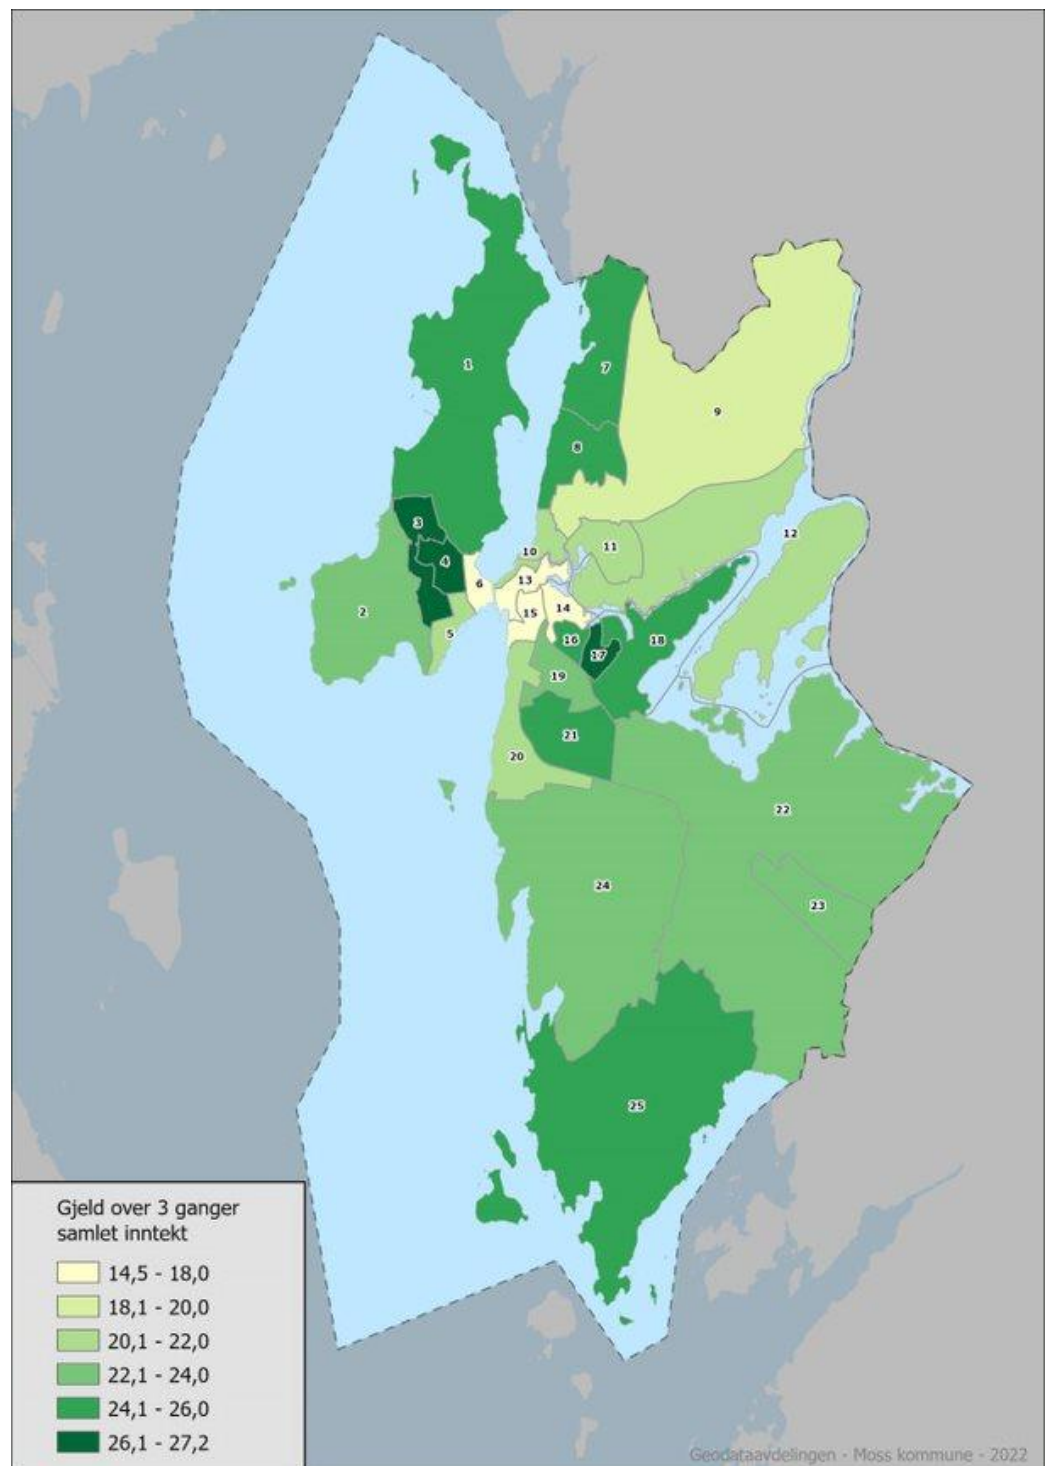 1
7
9
8
3
12
10
11
4
13
6
14
15
2
5
16
18
17
19
21
20
22
24
23
25
Gjeld over 3 ganger
samlet inntekt
14,5 - 18,0
18,1 - 20,0
20,1 - 22,0
22,1 - 24,0
24,1 - 26,0
26,1 - 27,2
Geodataavdelingen - Moss kommune - 2022